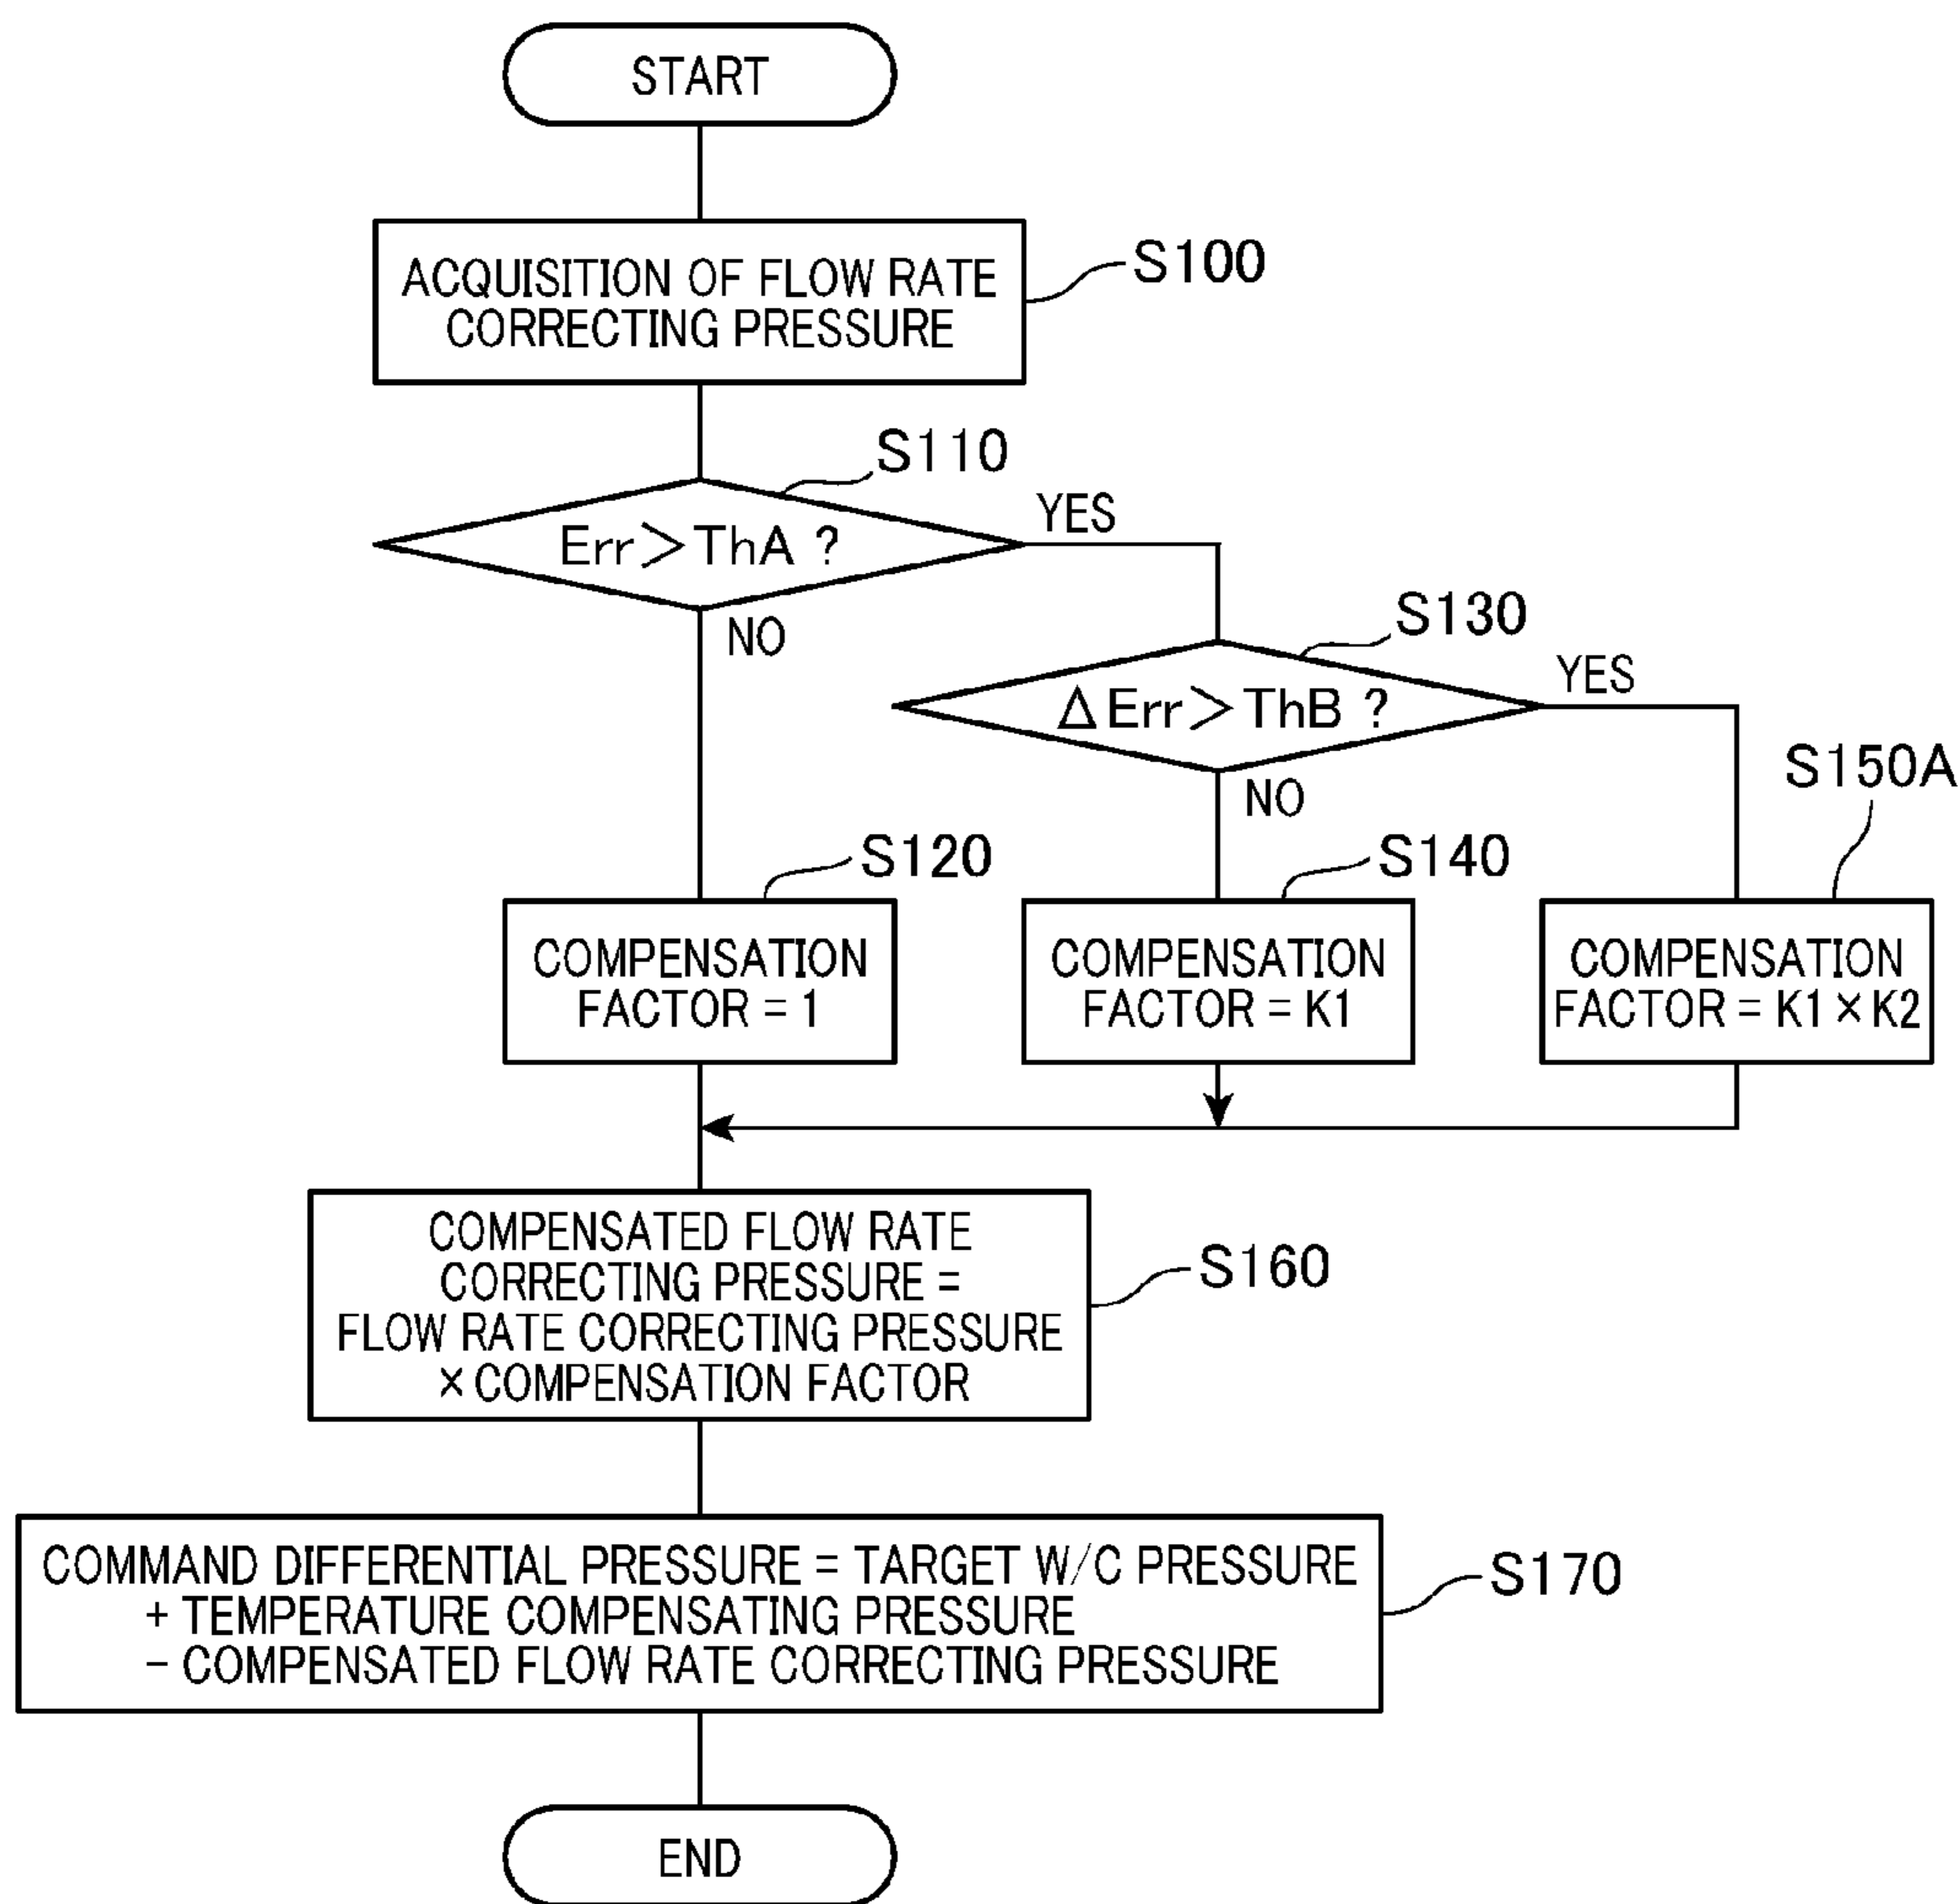 START
ACQUISITION OF FLOW RATE
CORRECTING PRESSURE
S100
S110
Err＞ThA ?
YES
NO
S130
ΔErr＞ThB ?
YES
NO
S150A
S120
S140
COMPENSATION
FACTOR = 1
COMPENSATION
FACTOR = K1
COMPENSATION
FACTOR = K1 × K2
COMPENSATED FLOW RATE
CORRECTING PRESSURE =
FLOW RATE CORRECTING PRESSURE
× COMPENSATION FACTOR
S160
COMMAND DIFFERENTIAL PRESSURE = TARGET W/C PRESSURE
+ TEMPERATURE COMPENSATING PRESSURE
− COMPENSATED FLOW RATE CORRECTING PRESSURE
S170
END